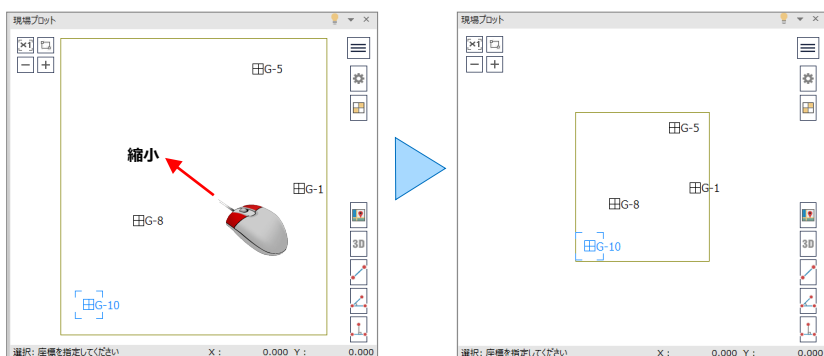 現場プロット
×1
G-5
縮小
G-1
G-8
G-10
3D
選択: 座標を指定してください X : 0.000 Y : 0.000
現場プロット
×1
G-5
G-1
G-8
G-10
3D
選択: 座標を指定してください X : 0.000 Y : 0.000